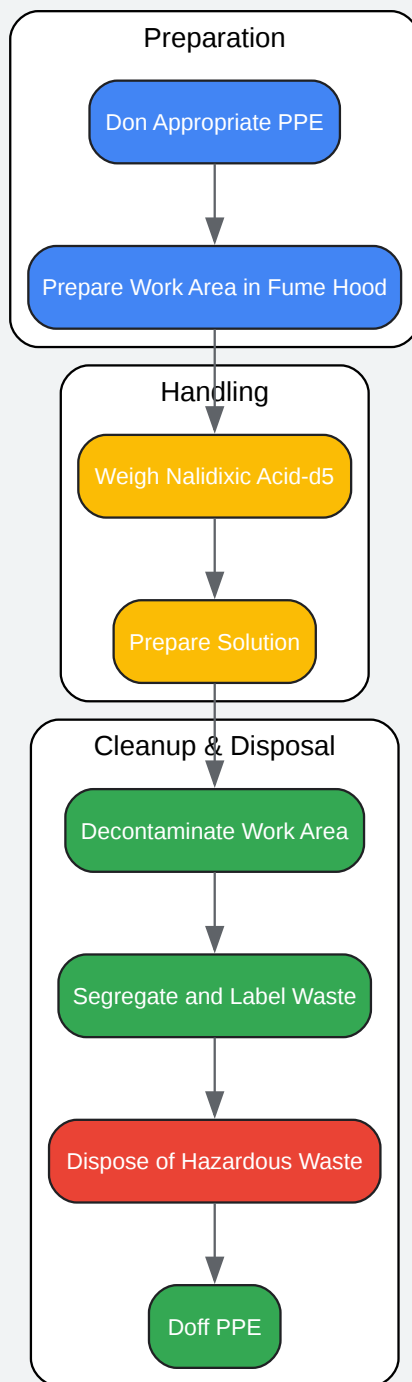 Preparation
Don Appropriate PPE
Prepare Work Area in Fume Hood
Handling
Weigh Nalidixic Acid-d5
Prepare Solution
Cleanup & Disposal
Decontaminate Work Area
Segregate and Label Waste
Dispose of Hazardous Waste
Doff PPE